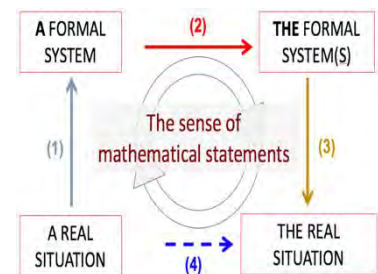 A FORMAL
SYSTEM
(2)
THE FORMAL
SYSTEM(S)
(1)
The sense of
mathematical statements
(3)
A REAL
SITUATION
(4)
THE REAL
SITUATION